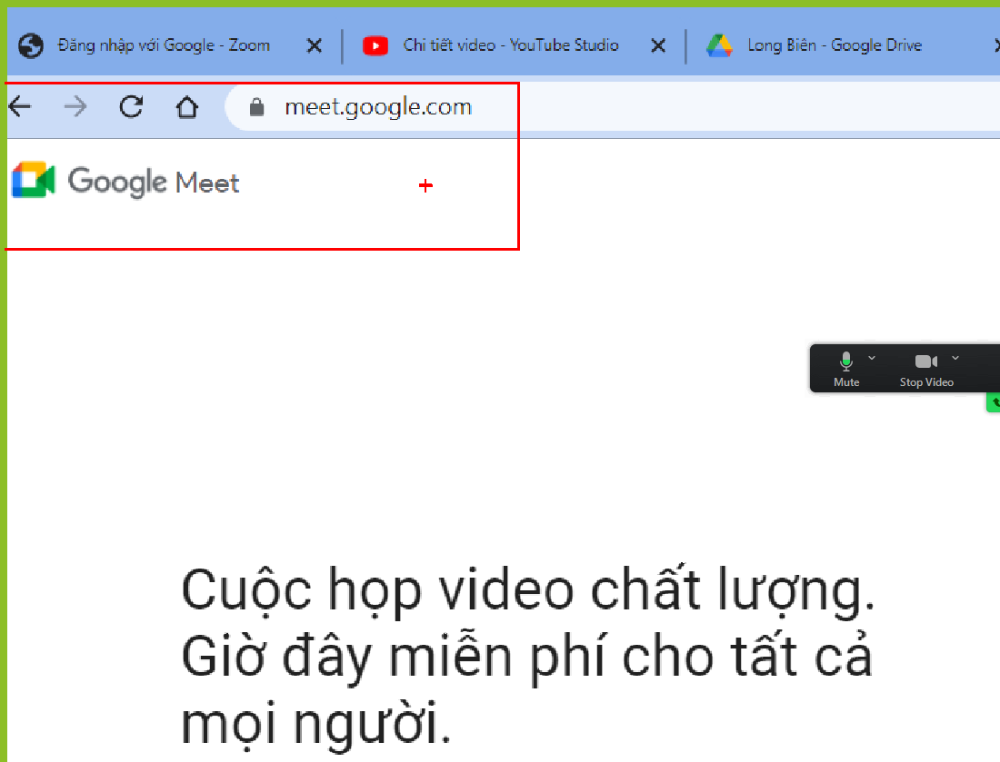 Đăng nhập với Google - Zoom
Chi tiết video - YouTube Studio
Long Biên - Google Drive
meet.google.com
Google Meet
Mute
Stop Video
Cuộc họp video chất lượng.
Giờ đây miễn phí cho tất cả
mọi người.